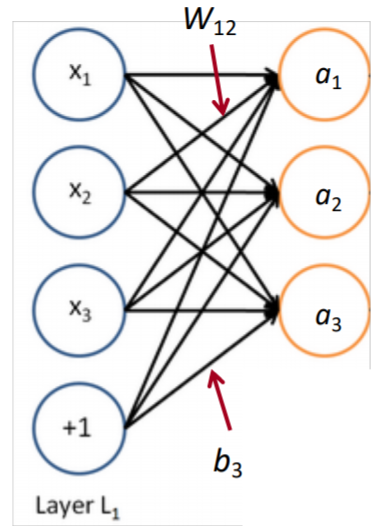 W₁₂
x₁
a₁
x₂
a₂
x₃
a₃
+1
b₃
Layer L₁